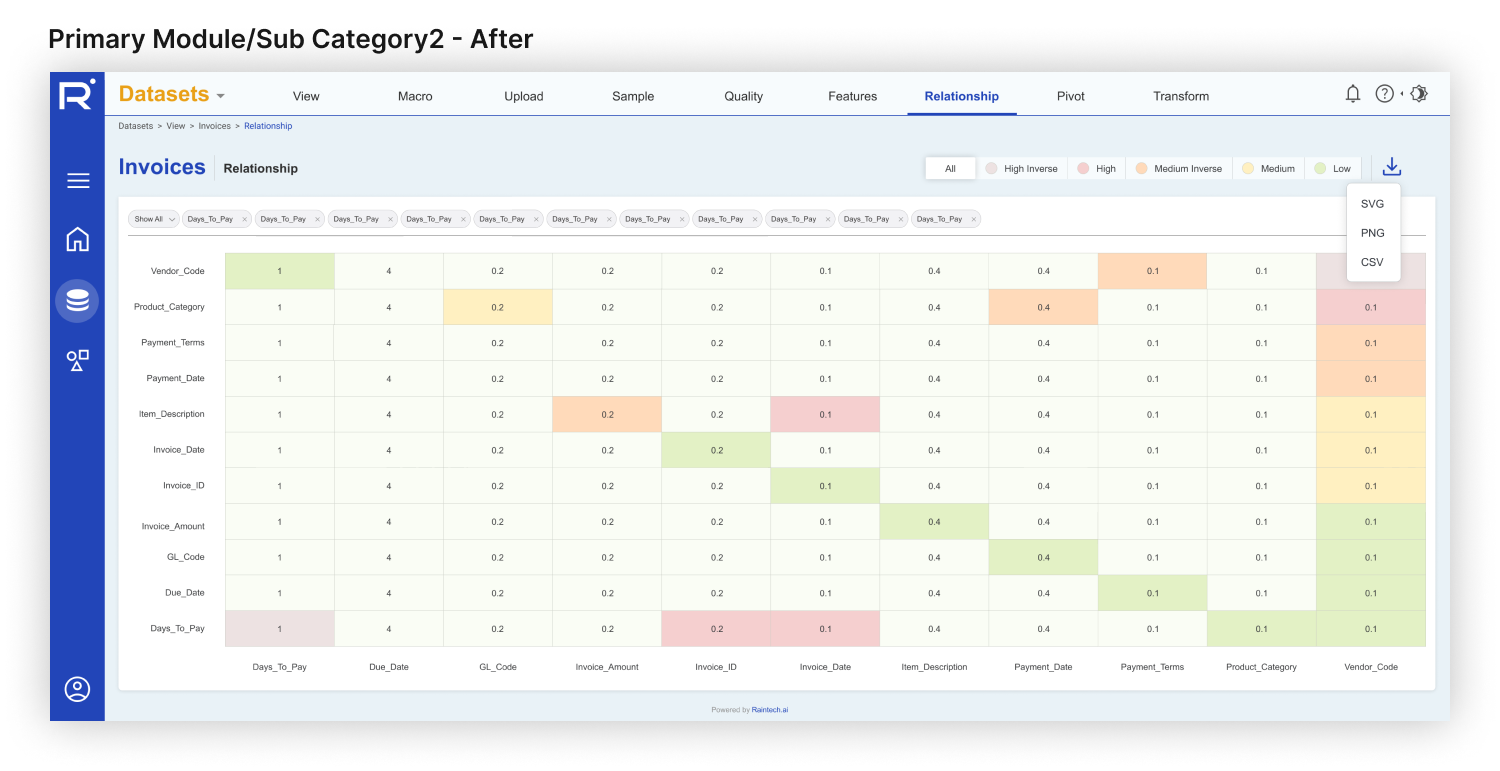 Primary Module/Sub Category2 - After
Datasets View Macro Upload Sample Quality Features Relationship Pivot Transform
Datasets > View > Invoices > Relationship
Invoices Relationship All High Inverse High Medium Inverse Medium Low
SVG
PNG
CSV
Show All Days_To_Pay × Days_To_Pay × Days_To_Pay × Days_To_Pay × Days_To_Pay × Days_To_Pay × Days_To_Pay × Days_To_Pay × Days_To_Pay × Days_To_Pay × Days_To_Pay ×
Vendor_Code 1 4 0.2 0.2 0.2 0.1 0.4 0.4 0.1 0.1
Product_Category 1 4 0.2 0.2 0.2 0.1 0.4 0.4 0.1 0.1 0.1
Payment_Terms 1 4 0.2 0.2 0.2 0.1 0.4 0.4 0.1 0.1 0.1
Payment_Date 1 4 0.2 0.2 0.2 0.1 0.4 0.4 0.1 0.1 0.1
Item_Description 1 4 0.2 0.2 0.2 0.1 0.4 0.4 0.1 0.1 0.1
Invoice_Date 1 4 0.2 0.2 0.2 0.1 0.4 0.4 0.1 0.1 0.1
Invoice_ID 1 4 0.2 0.2 0.2 0.1 0.4 0.4 0.1 0.1 0.1
Invoice_Amount 1 4 0.2 0.2 0.2 0.1 0.4 0.4 0.1 0.1 0.1
GL_Code 1 4 0.2 0.2 0.2 0.1 0.4 0.4 0.1 0.1 0.1
Due_Date 1 4 0.2 0.2 0.2 0.1 0.4 0.4 0.1 0.1 0.1
Days_To_Pay 1 4 0.2 0.2 0.2 0.1 0.4 0.4 0.1 0.1 0.1
Days_To_Pay Due_Date GL_Code Invoice_Amount Invoice_ID Invoice_Date Item_Description Payment_Date Payment_Terms Product_Category Vendor_Code
Powered by Raintech.ai